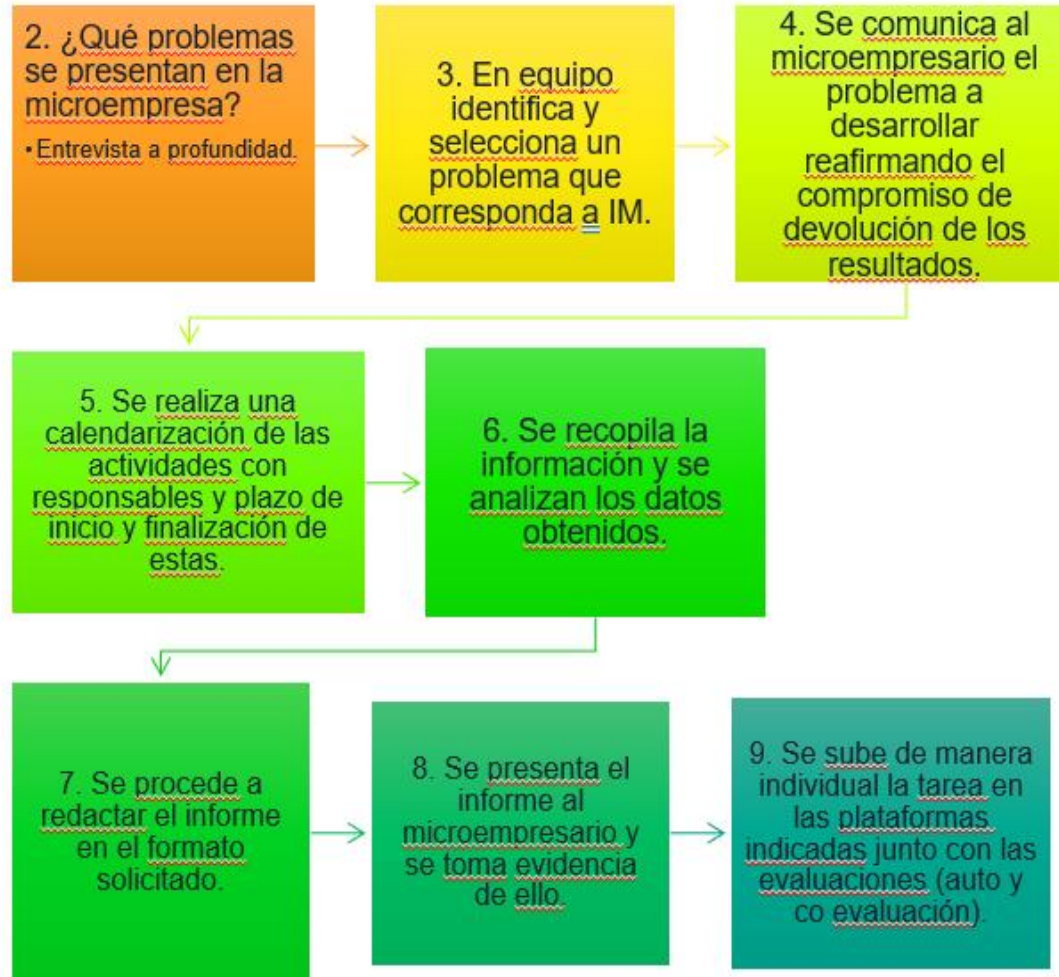 2. ¿Qué problemas
se presentan en la
microempresa?
• Entrevista a profundidad.
3. En equipo
identifica y
selecciona un
problema que
corresponda a IM.
4. Se comunica al
microempresario el
problema a
desarrollar
reafirmando el
compromiso de
devolución de los
resultados.
5. Se realiza una
calendarización de las
actividades con
responsables y plazo de
inicio y finalización de
estas.
6. Se recopila la
información y se
analizan los datos
obtenidos.
7. Se procede a
redactar el informe
en el formato
solicitado.
8. Se presenta el
informe al
microempresario y
se toma evidencia
de ello.
9. Se sube de manera
individual la tarea en
las plataformas
indicadas junto con las
evaluaciones (auto y
co evaluación).